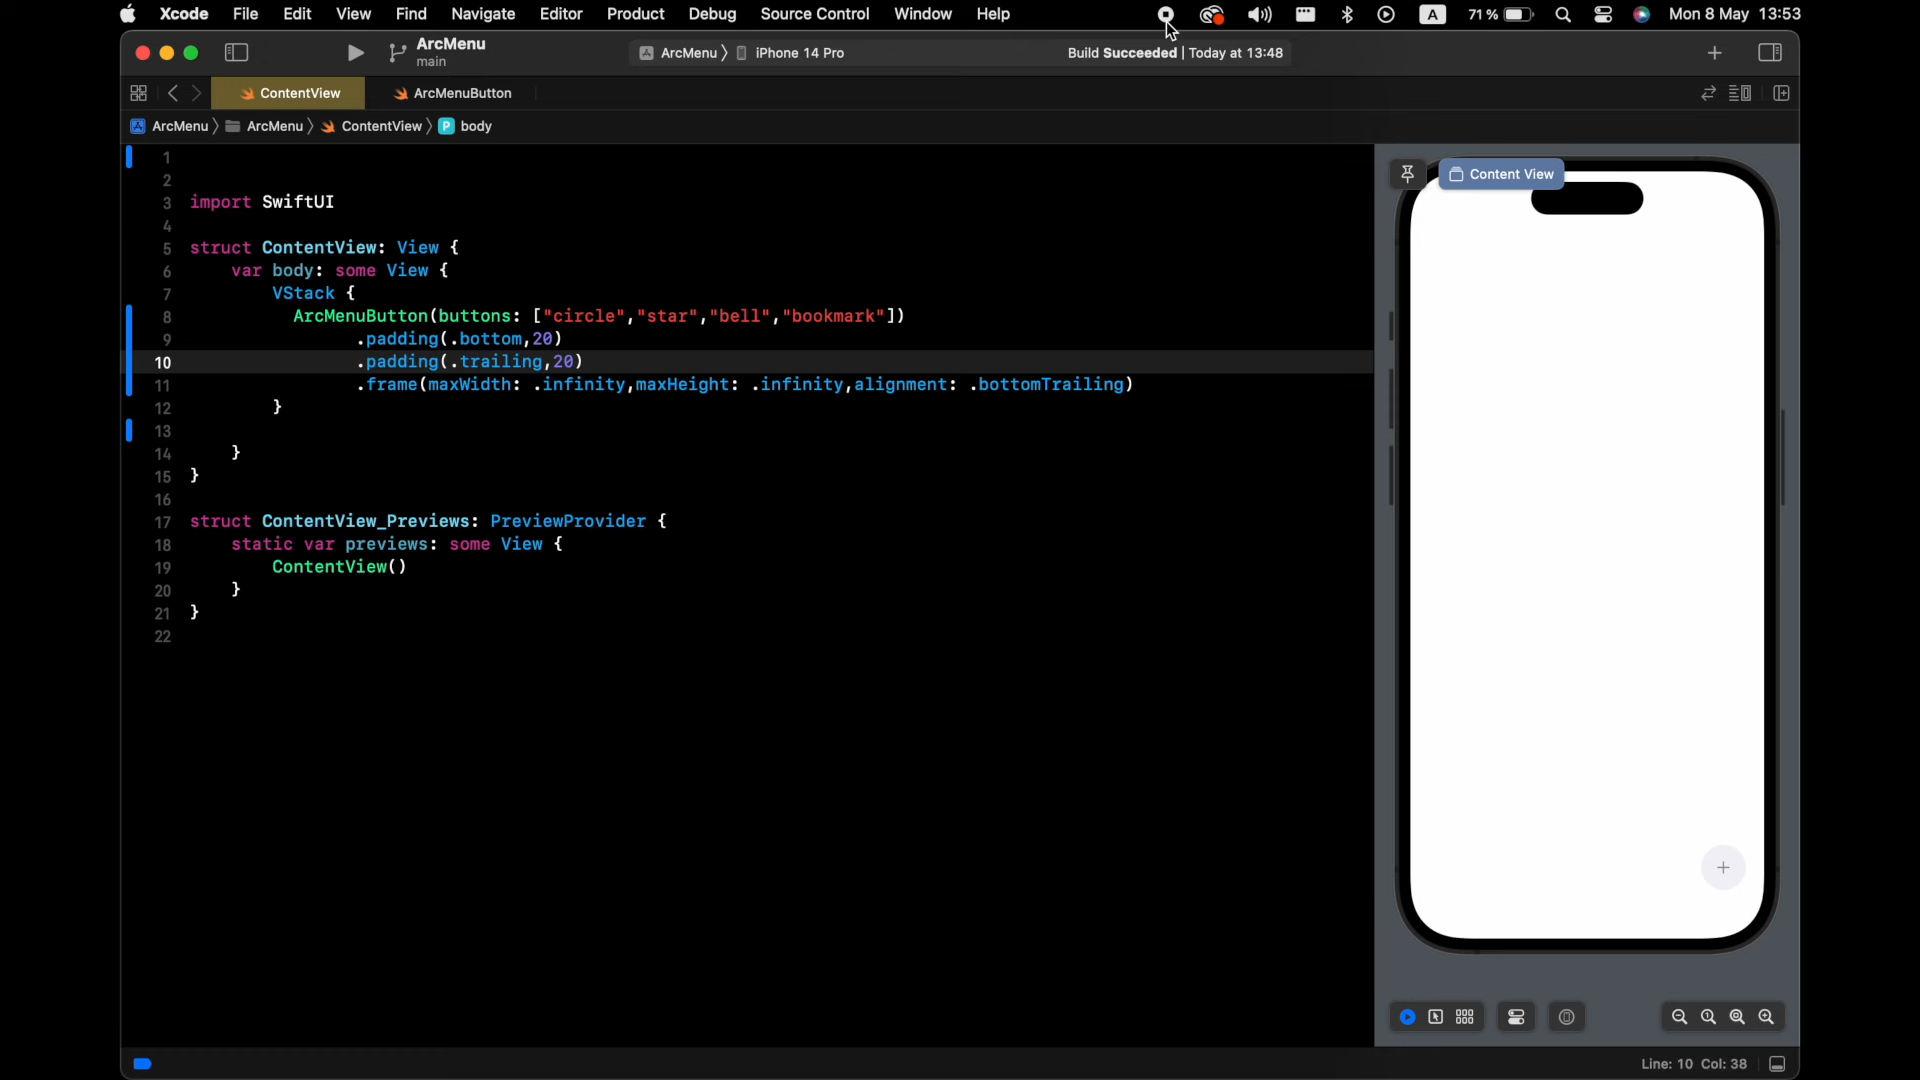 Xcode File Edit View Find Navigate Editor Product Debug Source Control Window Help A 71% Mon 8 May 13:53
ArcMenu
main
ArcMenu 〉 iPhone 14 Pro
Build Succeeded | Today at 13:48
ContentView
ArcMenuButton
ArcMenu 〉 ArcMenu 〉 ContentView 〉 P body
1
2
3 import SwiftUI
4
5 struct ContentView: View {
6 var body: some View {
7 VStack {
8 ArcMenuButton(buttons: ["circle","star","bell","bookmark"])
9 .padding(.bottom,20)
10 .padding(.trailing,20)
11 .frame(maxWidth: .infinity,maxHeight: .infinity,alignment: .bottomTrailing)
12 }
13
14 }
15 }
16
17 struct ContentView_Previews: PreviewProvider {
18 static var previews: some View {
19 ContentView()
20 }
21 }
22
Content View
+
Line: 10 Col: 38